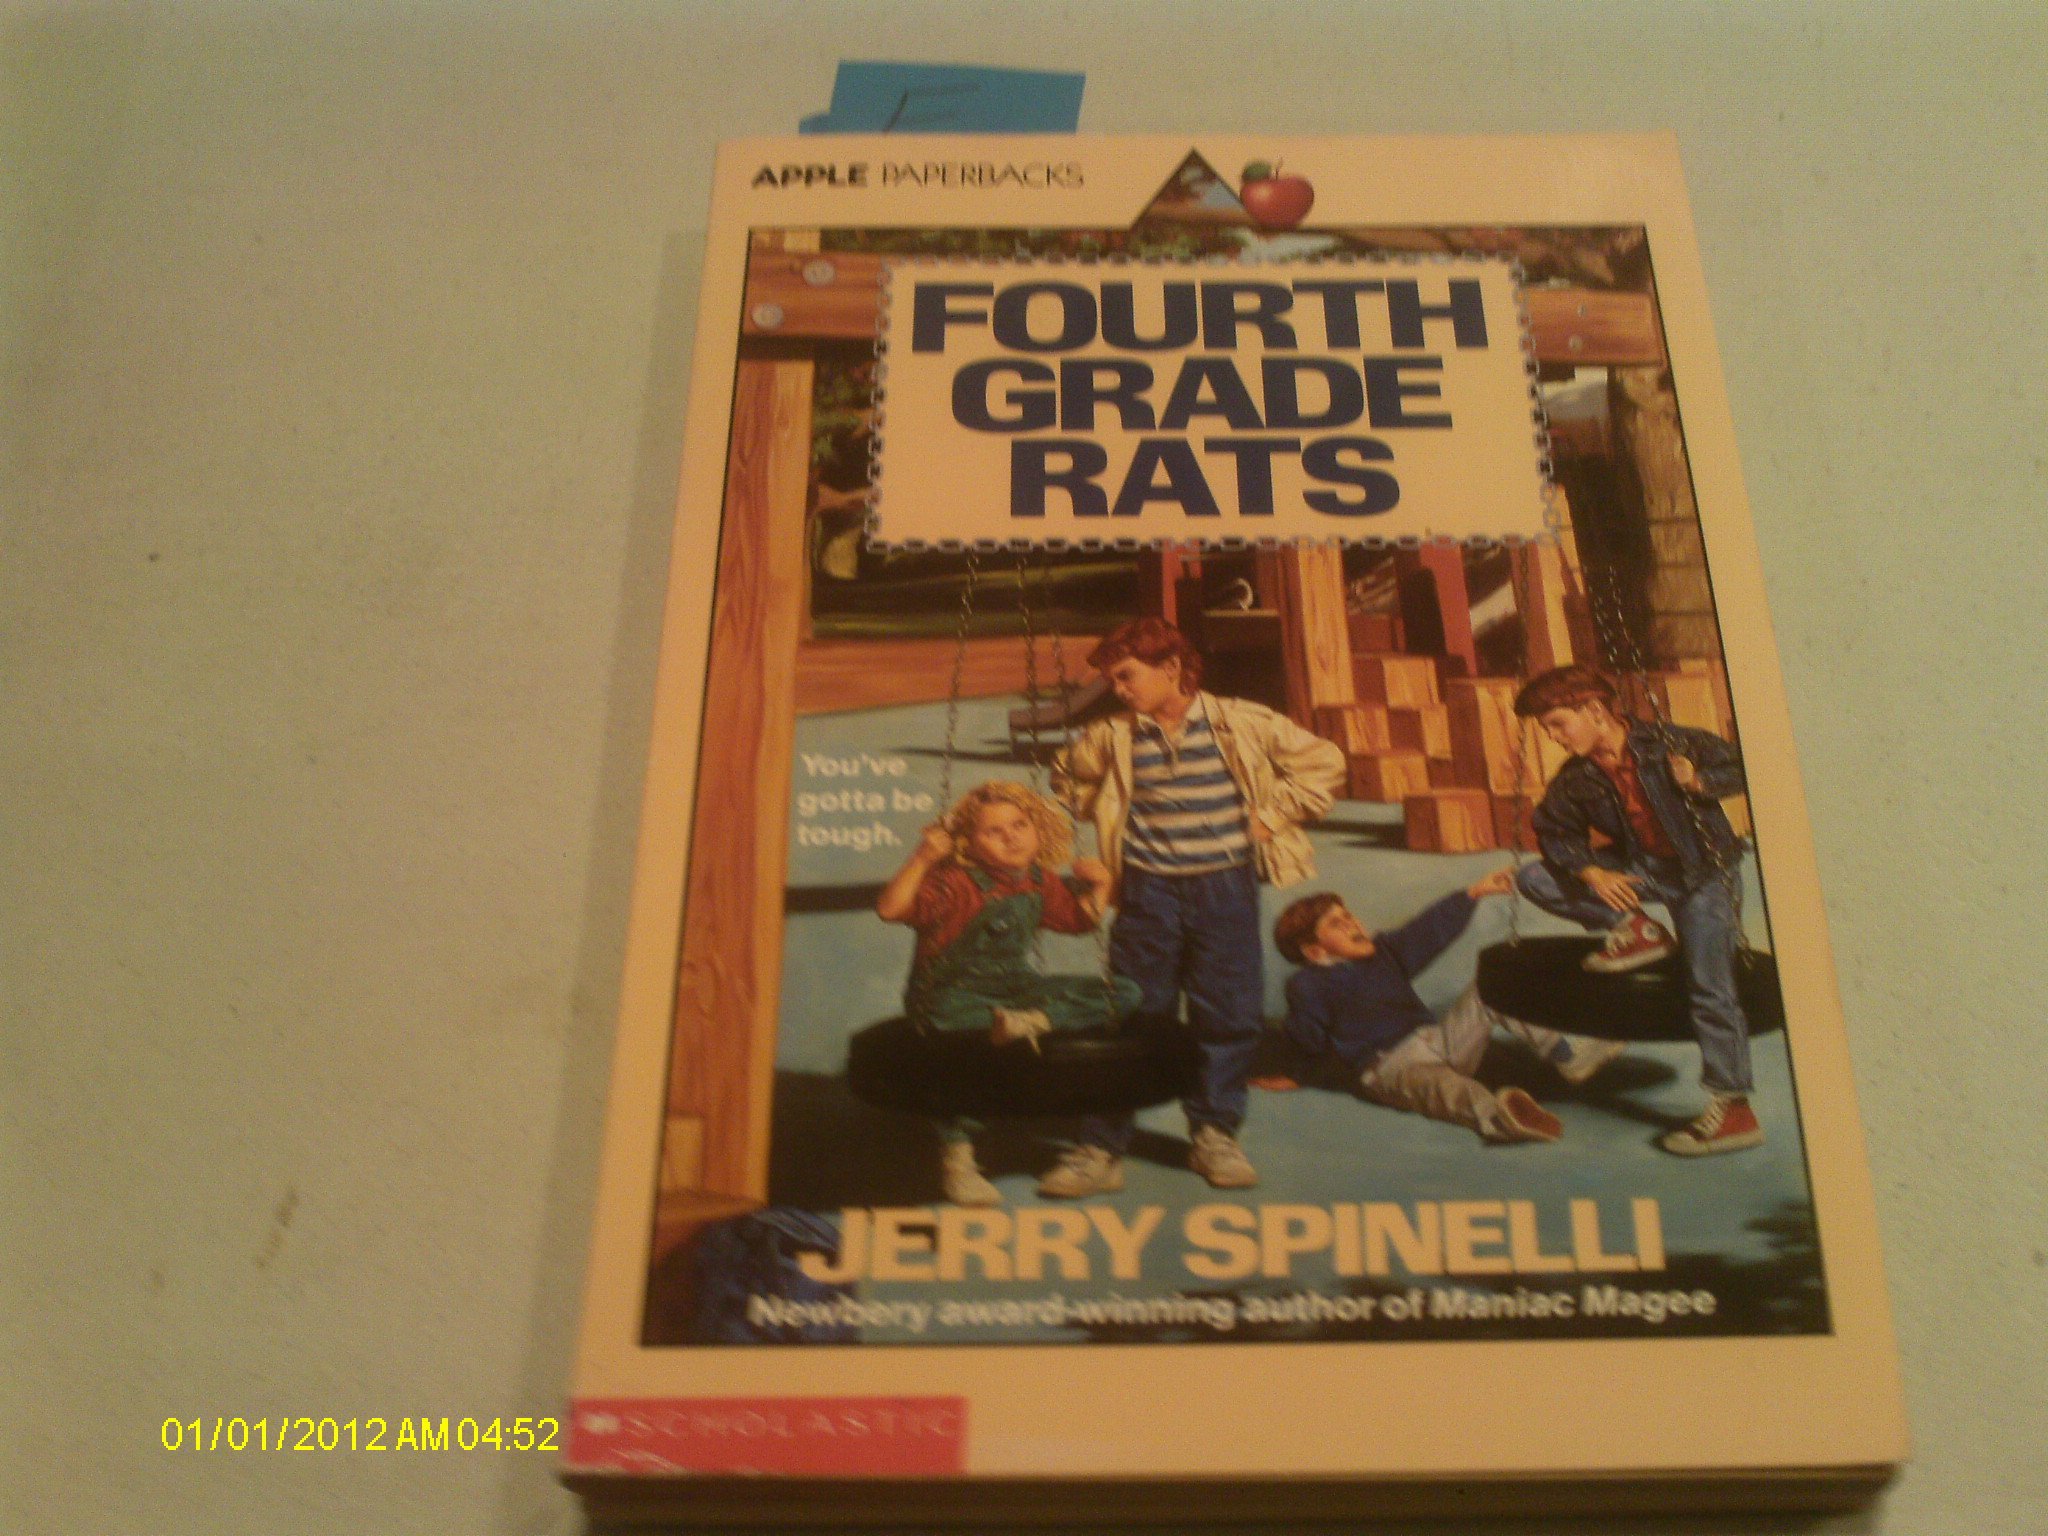 APPLE PAPERBACKS
FOURTH
GRADE
RATS
You've
gotta be
tough.
JERRY SPINELLI
Newbery award-winning author of Maniac Magee
SCHOLASTIC
01/01/2012 AM 04:52